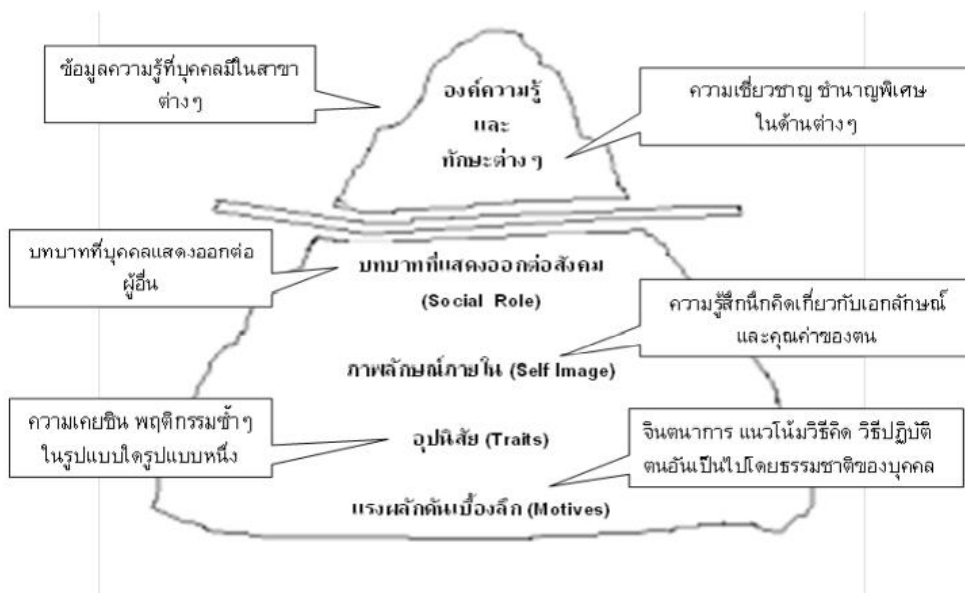 ข้อมูลความรู้ที่บุคคลมีในสาขา
ต่างๆ
องค์ความรู้
และ
ทักษะต่างๆ
ความเชี่ยวชาญ ชำนาญพิเศษ
ในด้านต่างๆ
บทบาทที่บุคคลแสดงออกต่อ
ผู้อื่น
บทบาทที่แสดงออกต่อสังคม
(Social Role)
ความรู้สึกนึกคิดเกี่ยวกับเอกลักษณ์
และคุณค่าของตน
ภาพลักษณ์ภายใน (Self Image)
ความเคยชิน พฤติกรรมซ้ำๆ
ในรูปแบบใดรูปแบบหนึ่ง
อุปนิสัย (Traits)
จินตนาการ แนวโน้มวิธีคิด วิธีปฏิบัติ
ตนอันเป็นไปโดยธรรมชาติของบุคคล
แรงผลักดันเบื้องลึก (Motives)